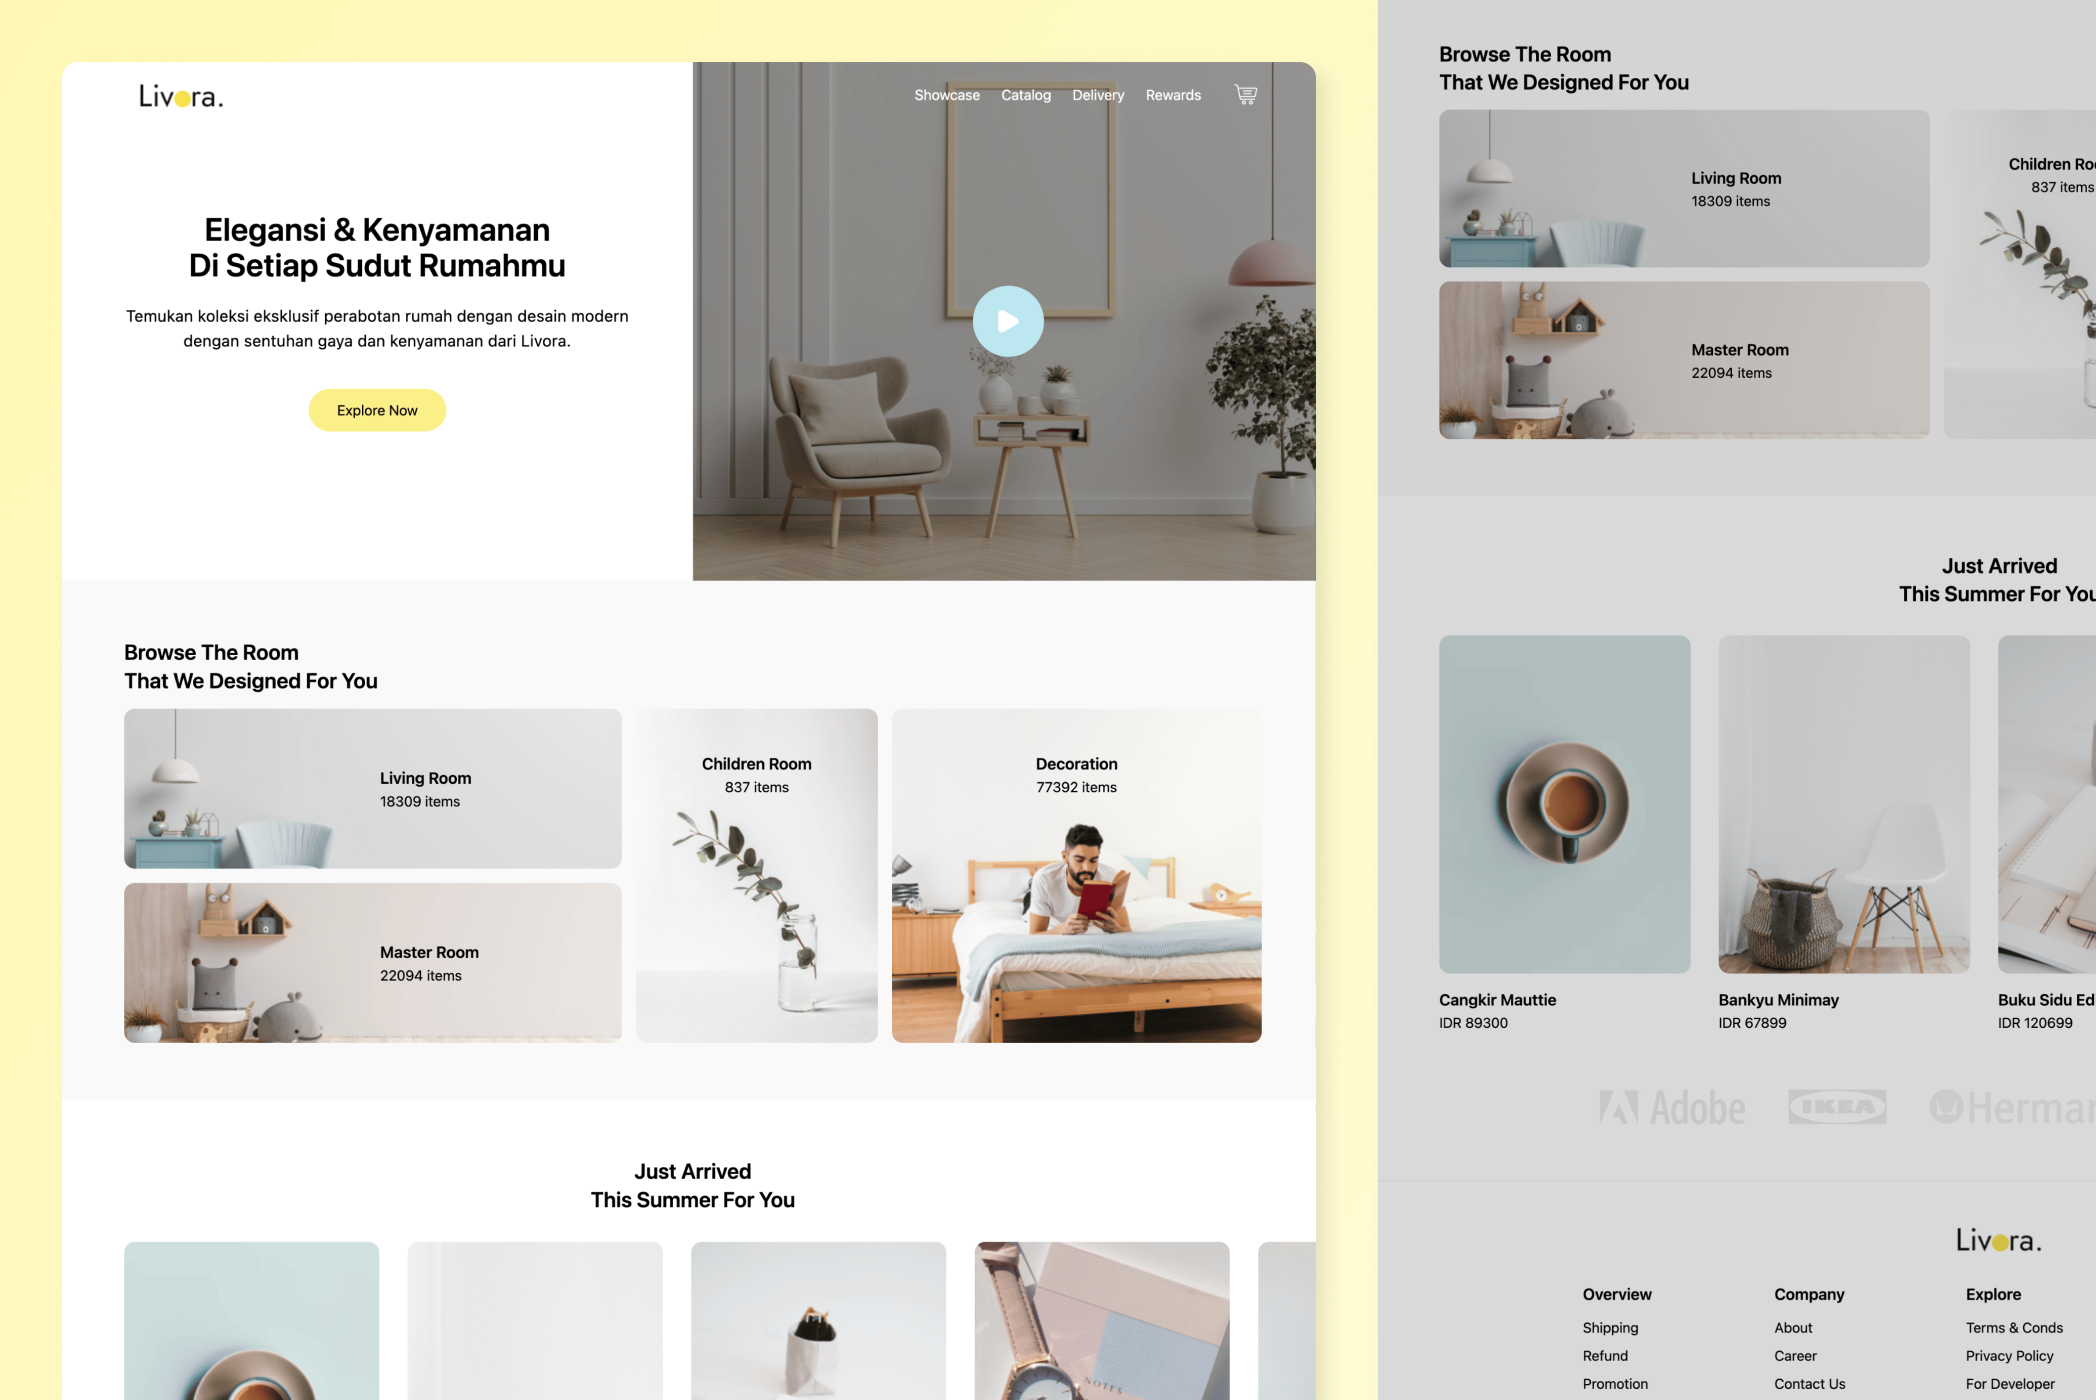 Livora.
Showcase Catalog Delivery Rewards
Elegansi & Kenyamanan
Di Setiap Sudut Rumahmu
Temukan koleksi eksklusif perabotan rumah dengan desain modern
dengan sentuhan gaya dan kenyamanan dari Livora.
Explore Now
Browse The Room
That We Designed For You
Living Room
18309 items
Master Room
22094 items
Children Room
837 items
Decoration
77392 items
Just Arrived
This Summer For You
NOTES
Browse The Room
That We Designed For You
Living Room
18309 items
Master Room
22094 items
Children Ro
837 items
Just Arrived
This Summer For You
Cangkir Mauttie
IDR 89300
Bankyu Minimay
IDR 67899
Buku Sidu Ed
IDR 120699
Adobe
IKEA
Herma
Livora.
Overview
Shipping
Refund
Promotion
Company
About
Career
Contact Us
Explore
Terms & Conds
Privacy Policy
For Developer